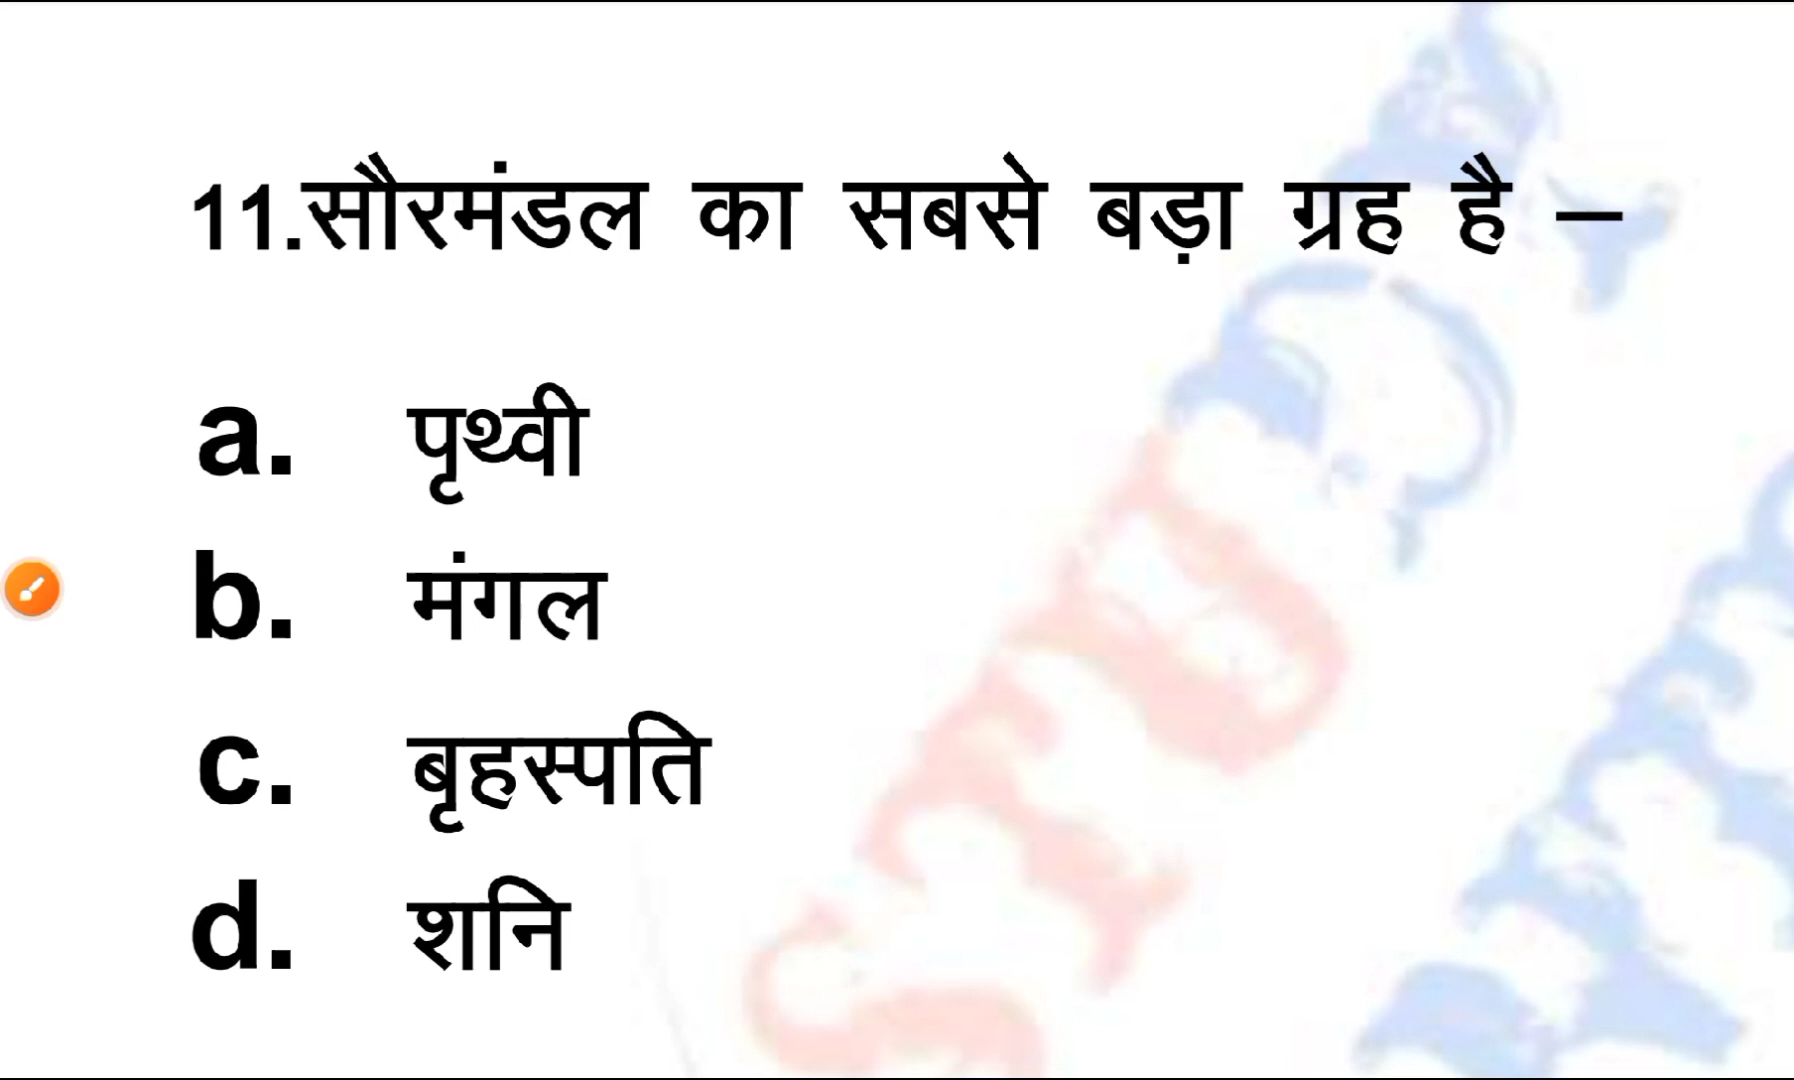 11.सौरमंडल का सबसे बड़ा ग्रह है –
a. पृथ्वी
b. मंगल
c. बृहस्पति
d. शनि